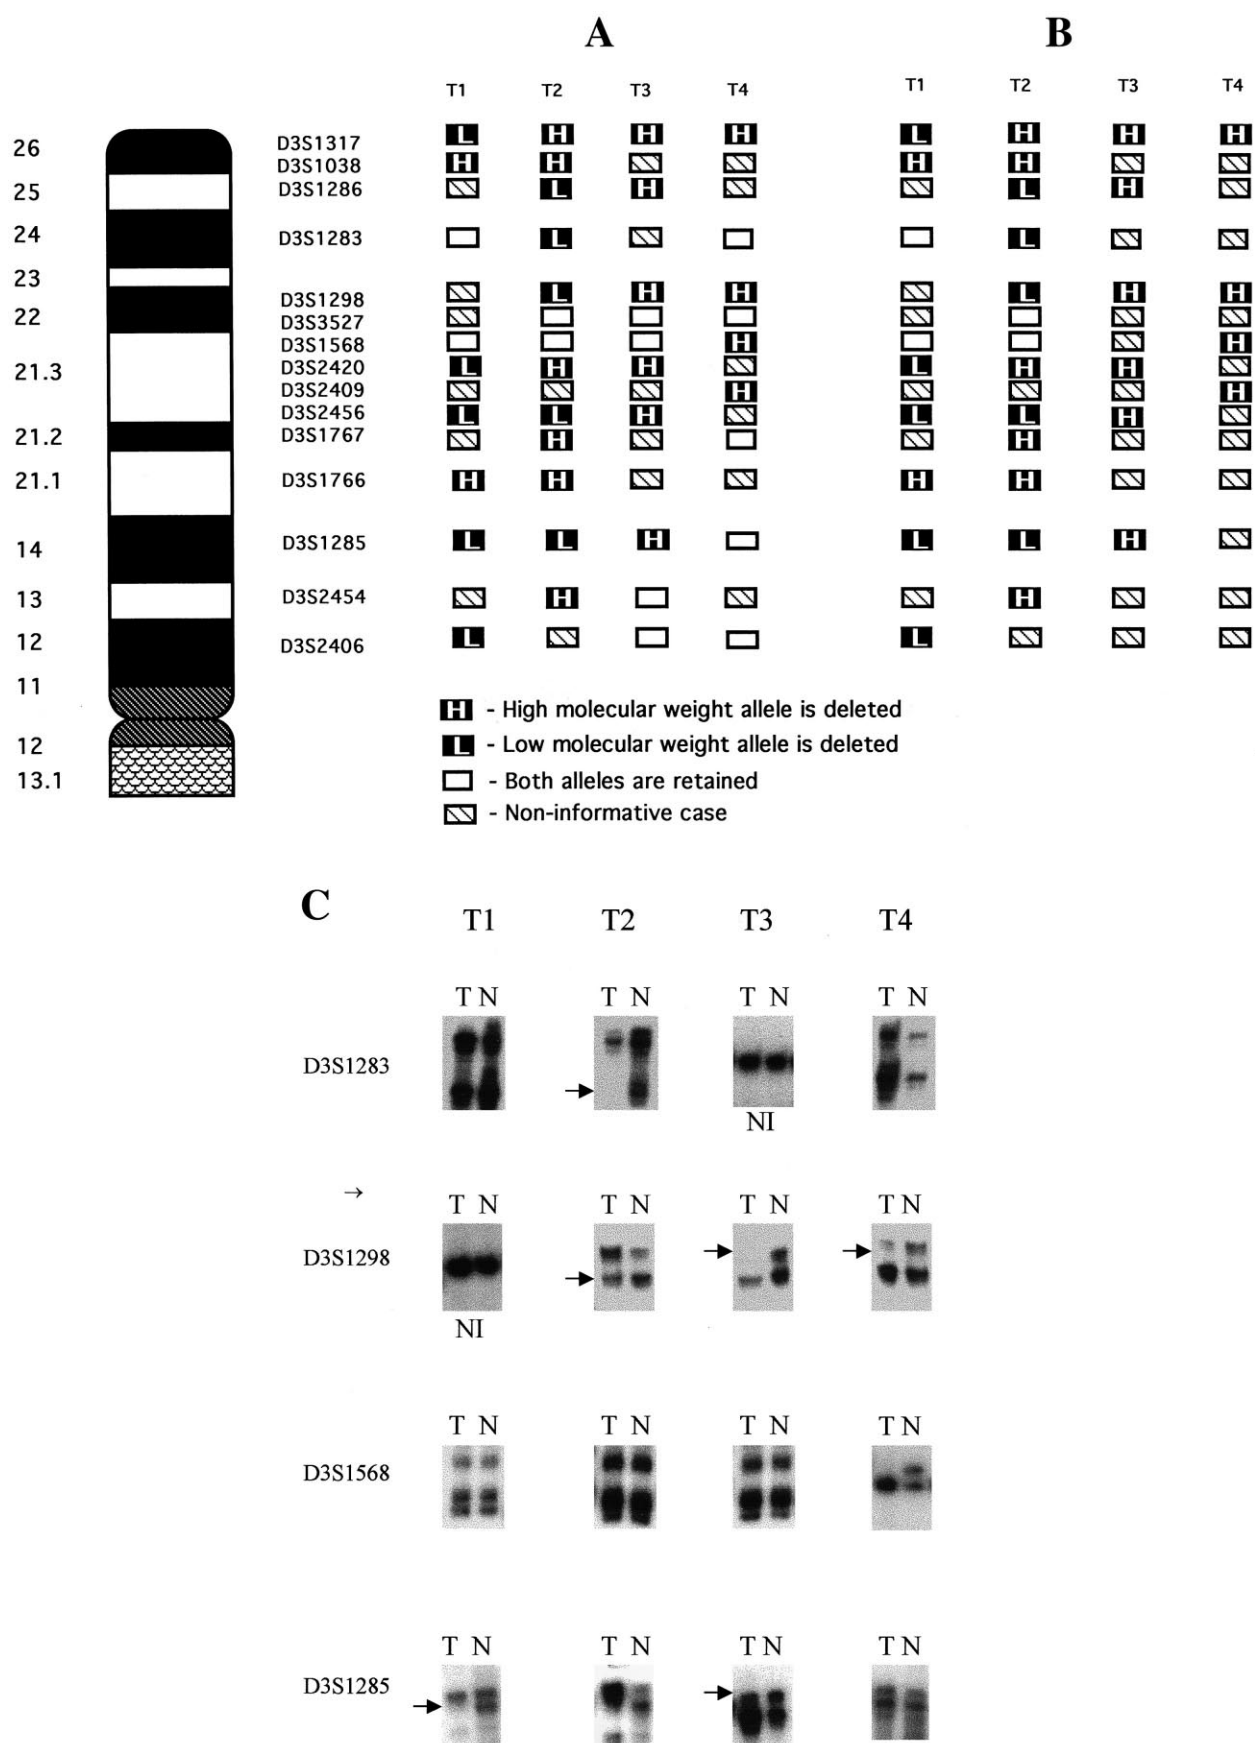 A B
T1 T2 T3 T4 T1 T2 T3 T4
26 D3S1317 L H H H L H H H
D3S1038 H H H H
25 D3S1286 L H L H
24 D3S1283 L L
23
D3S1298 L H H L H H
22 D3S3527
D3S1568 H H
21.3 D3S2420 L H H L H H
D3S2409 H H
D3S2456 L L H L L H
21.2 D3S1767 H H
21.1 D3S1766 H H H H
14 D3S1285 L L H L L H
13 D3S2454 H H
12 D3S2406 L L
11
H - High molecular weight allele is deleted
12 L - Low molecular weight allele is deleted
13.1 - Both alleles are retained
- Non-informative case
C T1 T2 T3 T4
T N T N T N T N
D3S1283
NI
→
T N T N T N T N
D3S1298
NI
T N T N T N T N
D3S1568
T N T N T N T N
D3S1285